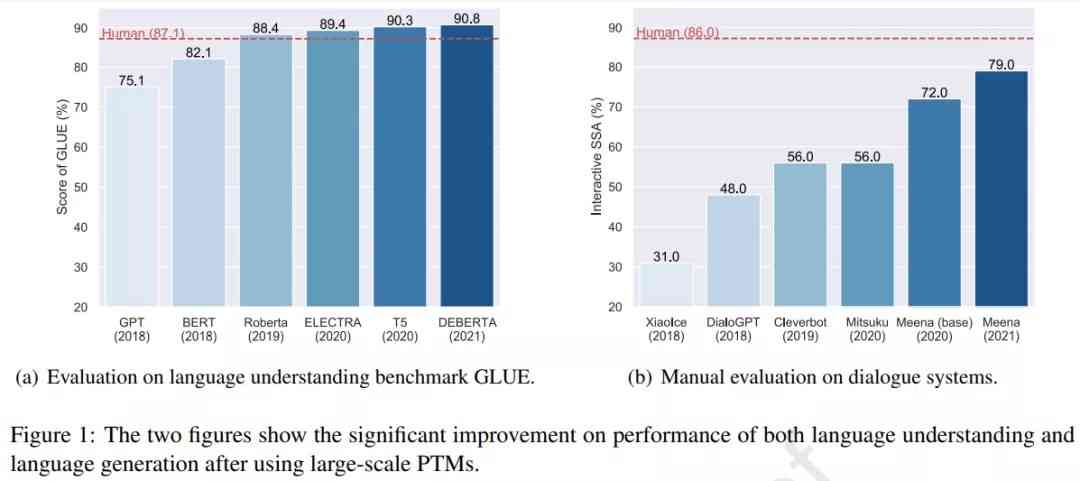 Score of GLUE (%)
90
80
70
60
50
40
30
20
Human (87.1)
75.1
82.1
88.4
89.4
90.3
90.8
GPT
(2018)
BERT
(2018)
Roberta
(2019)
ELECTRA
(2020)
T5
(2020)
DEBERTA
(2021)
(a) Evaluation on language understanding benchmark GLUE.
Interactive SSA (%)
90
80
70
60
50
40
30
20
Human (86.0)
31.0
48.0
56.0
56.0
72.0
79.0
XiaoIce
(2018)
DialoGPT
(2018)
Cleverbot
(2019)
Mitsuku
(2020)
Meena (base)
(2020)
Meena
(2021)
(b) Manual evaluation on dialogue systems.
Figure 1: The two figures show the significant improvement on performance of both language understanding and
language generation after using large-scale PTMs.